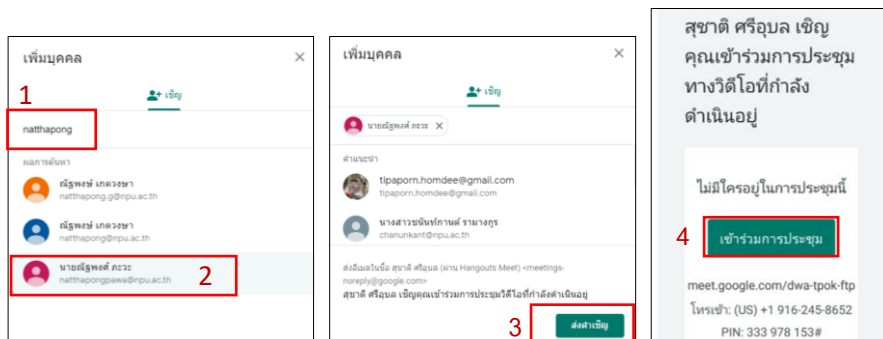 เพิ่มบุคคล
1
เชิญ
natthapong
ผลการค้นหา
ณัฐพงษ์ เกตวงษา
natthapong.g@npu.ac.th
ณัฐพงษ์ เกตวงษา
natthapong@npu.ac.th
นายณัฐพงศ์ ภะวะ
natthapongpawa@npu.ac.th
2
เพิ่มบุคคล
เชิญ
นายณัฐพงศ์ ภะวะ
คำแนะนำ
tipaporn.homdee@gmail.com
tipaporn.homdee@gmail.com
นางสาวชนันท์กานต์ รามางกูร
chanunkant@npu.ac.th
ส่งอีเมลในชื่อ สุชาติ ศรีอุบล (ผ่าน Hangouts Meet) <meetings-
noreply@google.com>
สุชาติ ศรีอุบล เชิญคุณเข้าร่วมการประชุมวิดีโอที่กำลังดำเนินอยู่
3
ส่งคำเชิญ
สุชาติ ศรีอุบล เชิญ
คุณเข้าร่วมการประชุม
ทางวิดีโอที่กำลัง
ดำเนินอยู่
ไม่มีใครอยู่ในการประชุมนี้
4
เข้าร่วมการประชุม
meet.google.com/dwa-tpok-ftp
โทรเข้า: (US) +1 916-245-8652
PIN: 333 978 153#